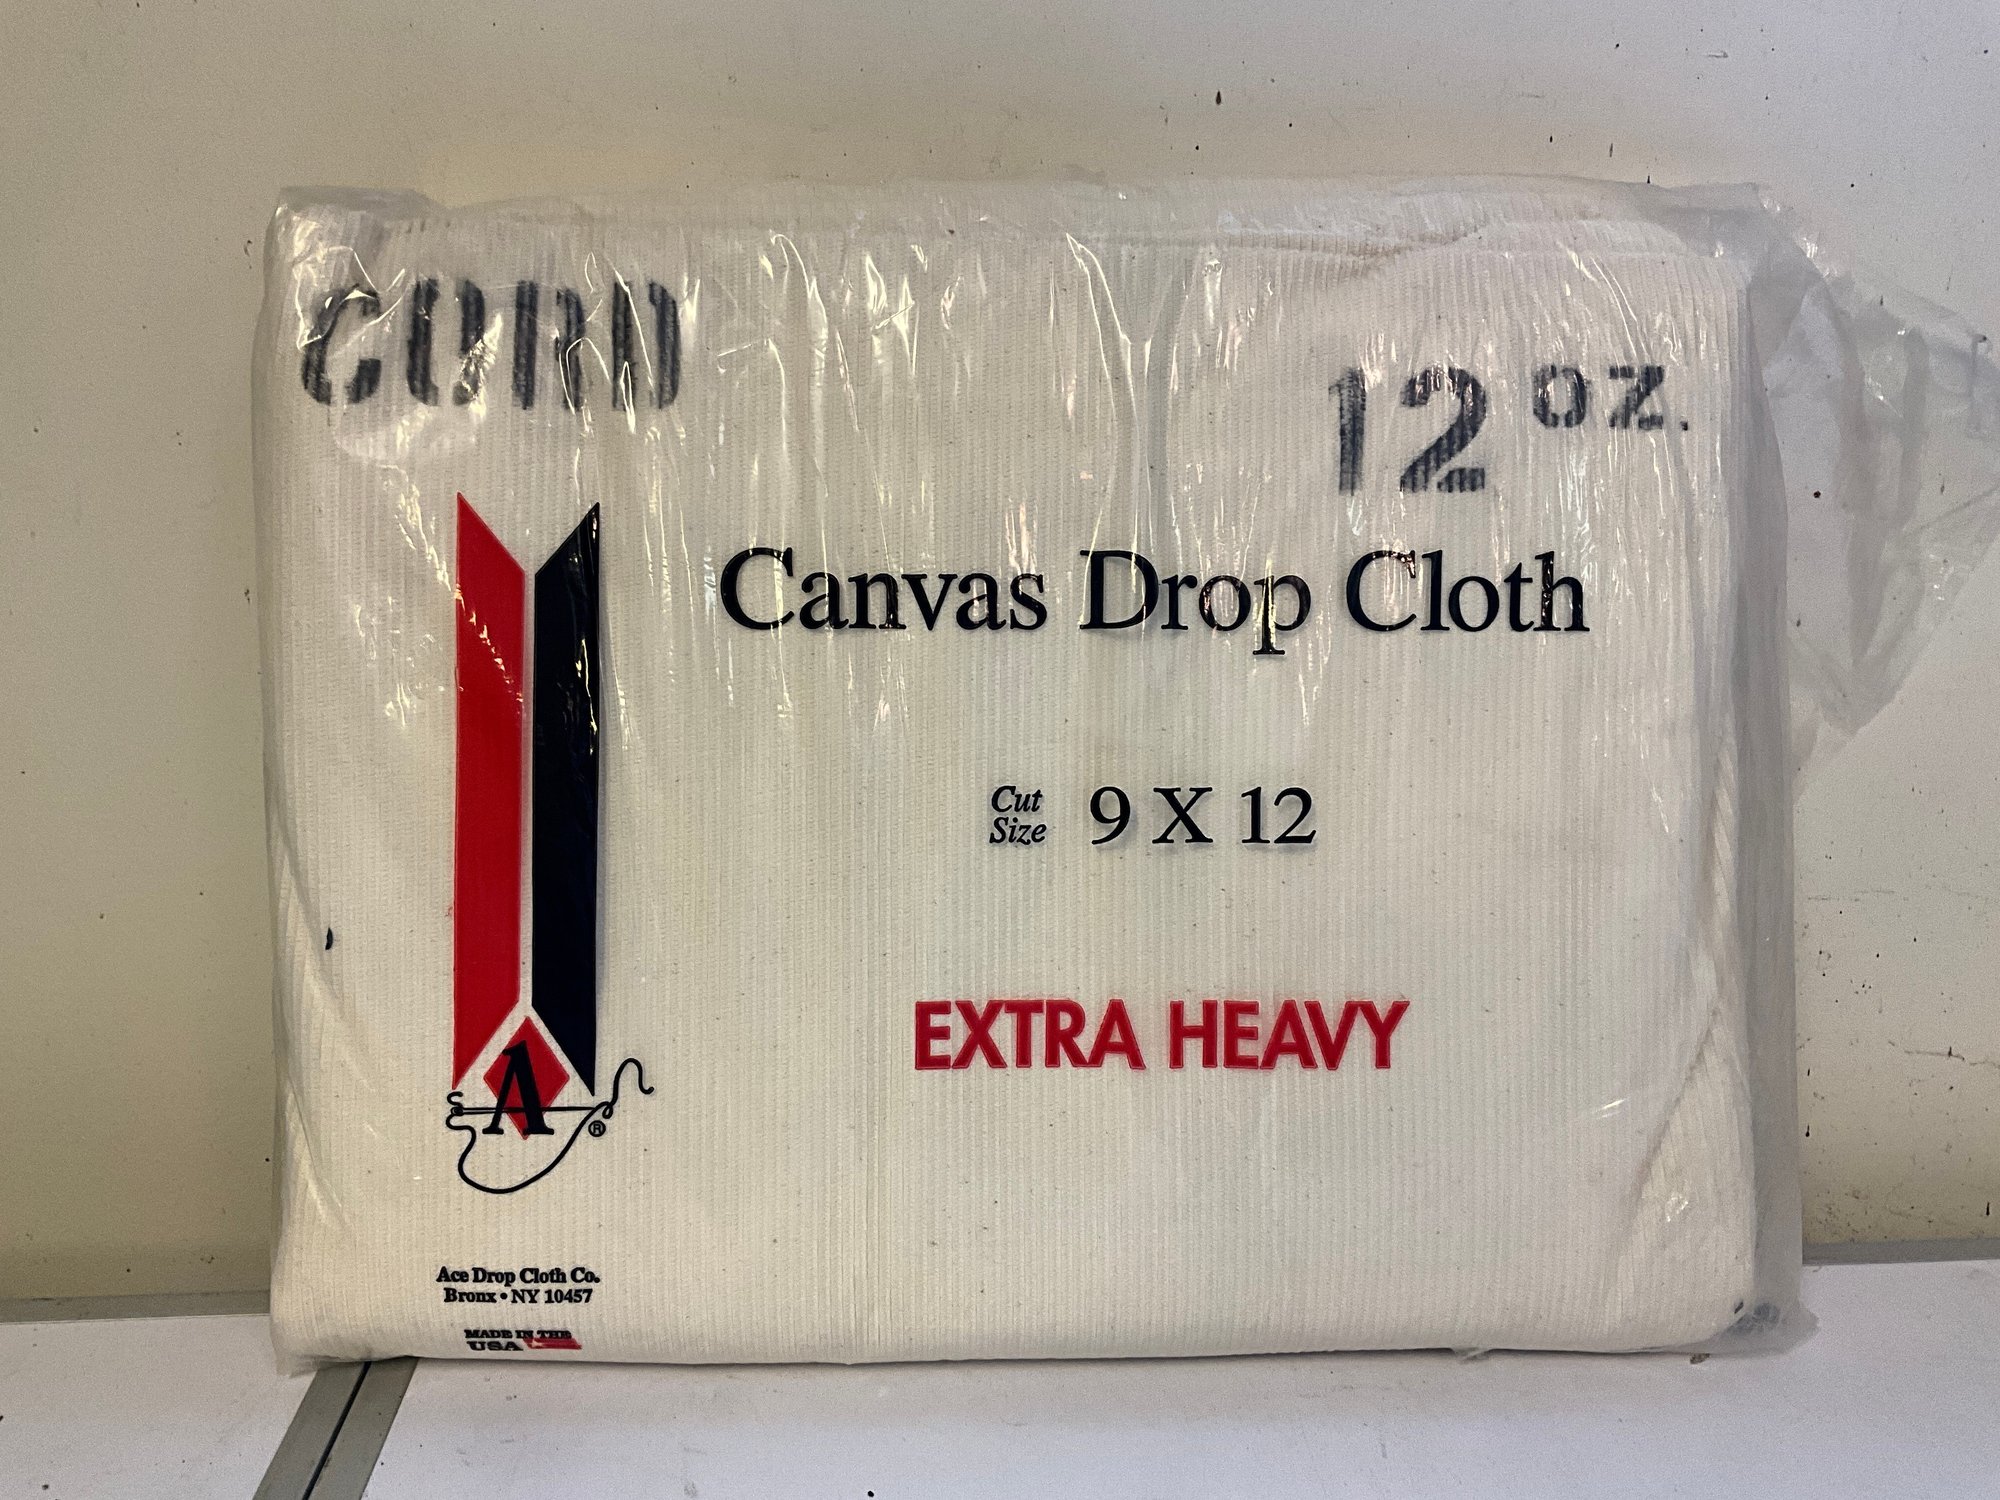 CORD
12 OZ.
Canvas Drop Cloth
Cut
Size
9 X 12
EXTRA HEAVY
A
®
Ace Drop Cloth Co.
Bronx • NY 10457
MADE IN THE
USA